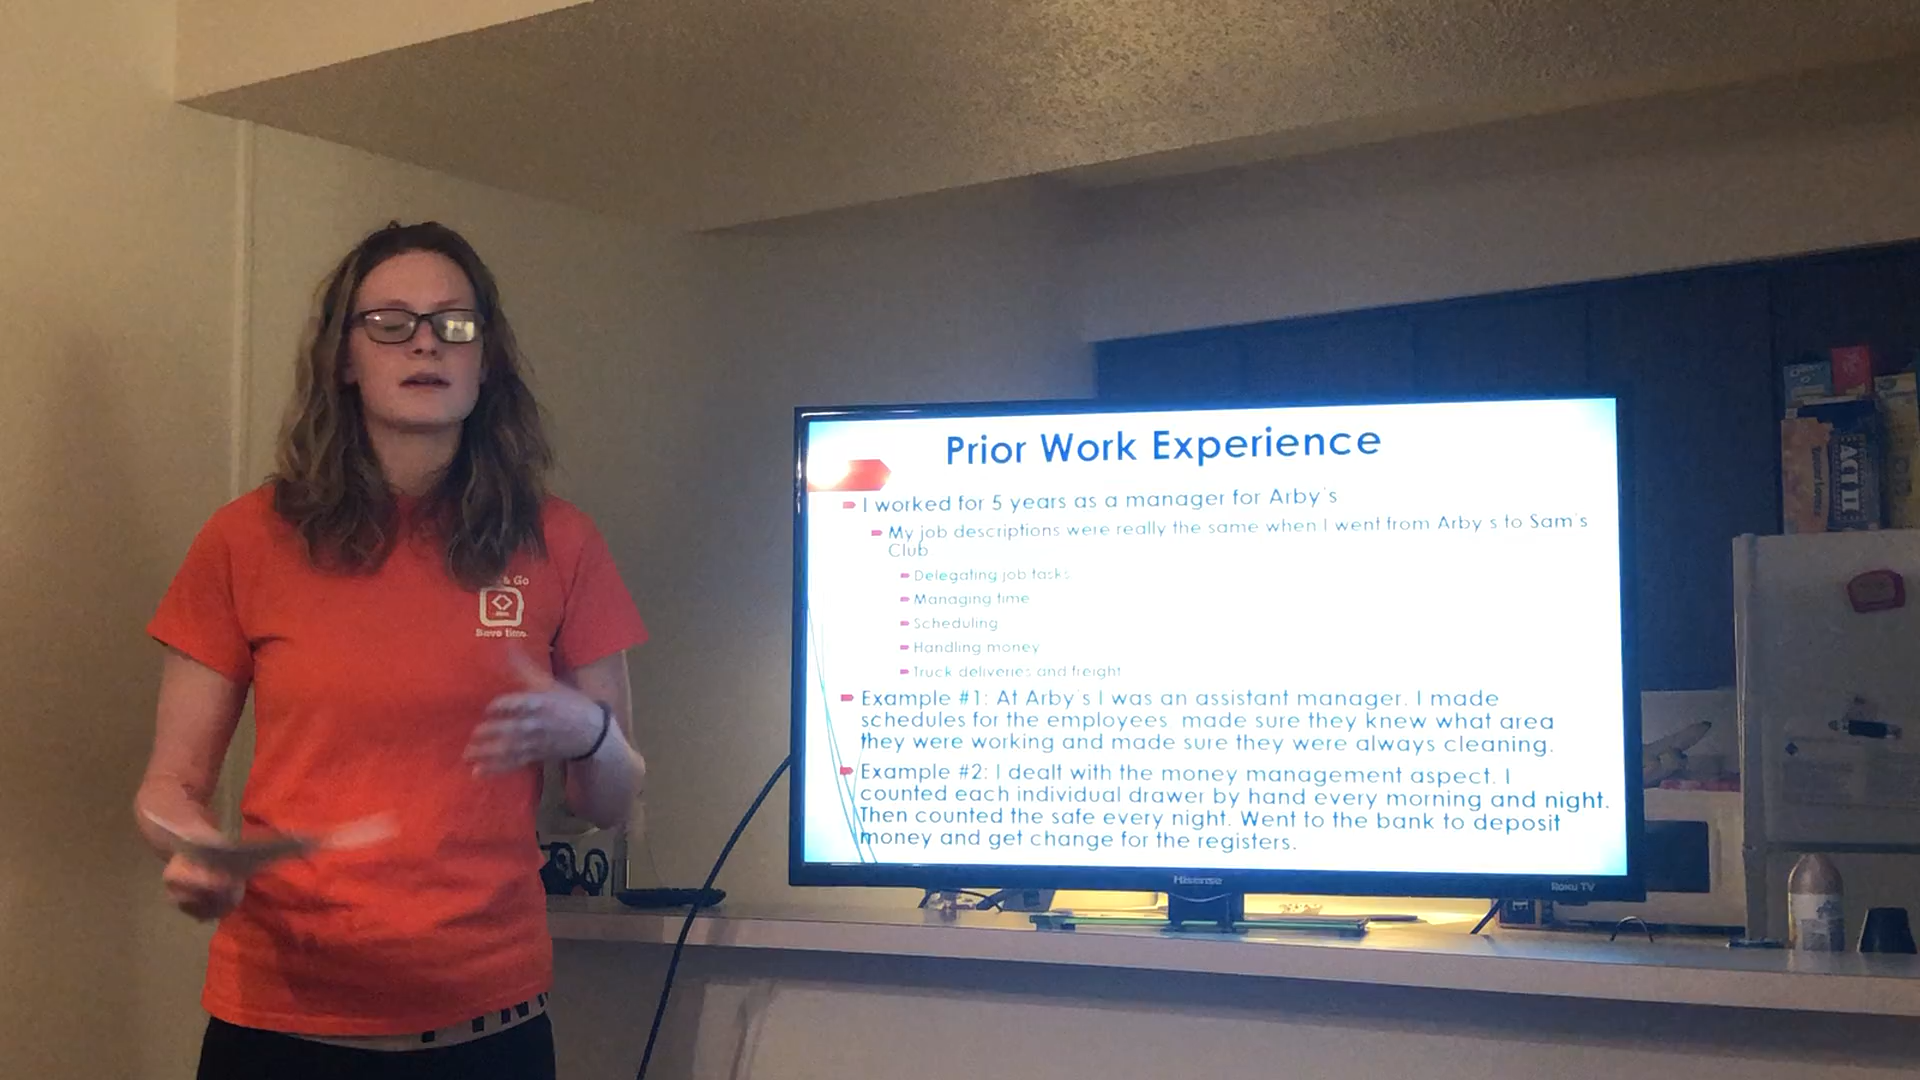 Prior Work Experience
I worked for 5 years as a manager for Arby's
My job descriptions were really the same when I went from Arby s to Sam's
Club
Delegating job tasks
Managing time
Scheduling
Handling money
Truck deliveries and freight
Example #1: At Arby s I was an assistant manager. I made
schedules for the employees made sure they knew what area
they were working and made sure they were always cleaning.
Example #2: I dealt with the money management aspect. I
counted each individual drawer by hand every morning and night.
Then counted the safe every night. Went to the bank to deposit
money and get change for the registers.
Hisense
Roku TV
& Go
Save time.
ACT II